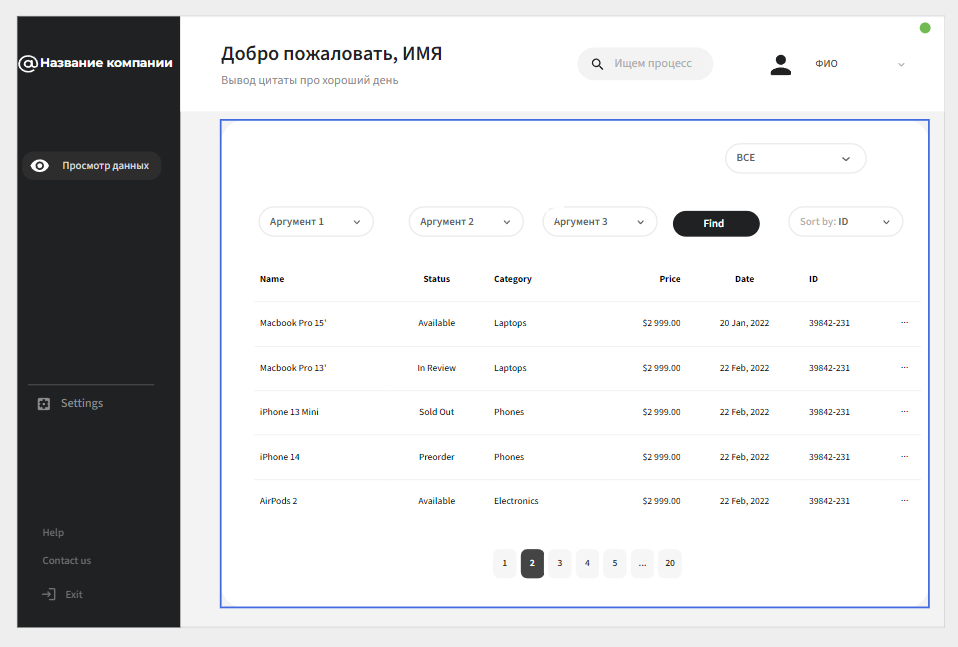 @Название компании
Просмотр данных
Settings
Help
Contact us
Exit
Добро пожаловать, ИМЯ
Вывод цитаты про хороший день
Ищем процесс
ФИО
ВСЕ
Аргумент 1 Аргумент 2 Аргумент 3 Find Sort by: ID
Name Status Category Price Date ID
Macbook Pro 15' Available Laptops $2 999.00 20 Jan, 2022 39842-231 ...
Macbook Pro 13' In Review Laptops $2 999.00 22 Feb, 2022 39842-231 ...
iPhone 13 Mini Sold Out Phones $2 999.00 22 Feb, 2022 39842-231 ...
iPhone 14 Preorder Phones $2 999.00 22 Feb, 2022 39842-231 ...
AirPods 2 Available Electronics $2 999.00 22 Feb, 2022 39842-231 ...
1 2 3 4 5 ... 20